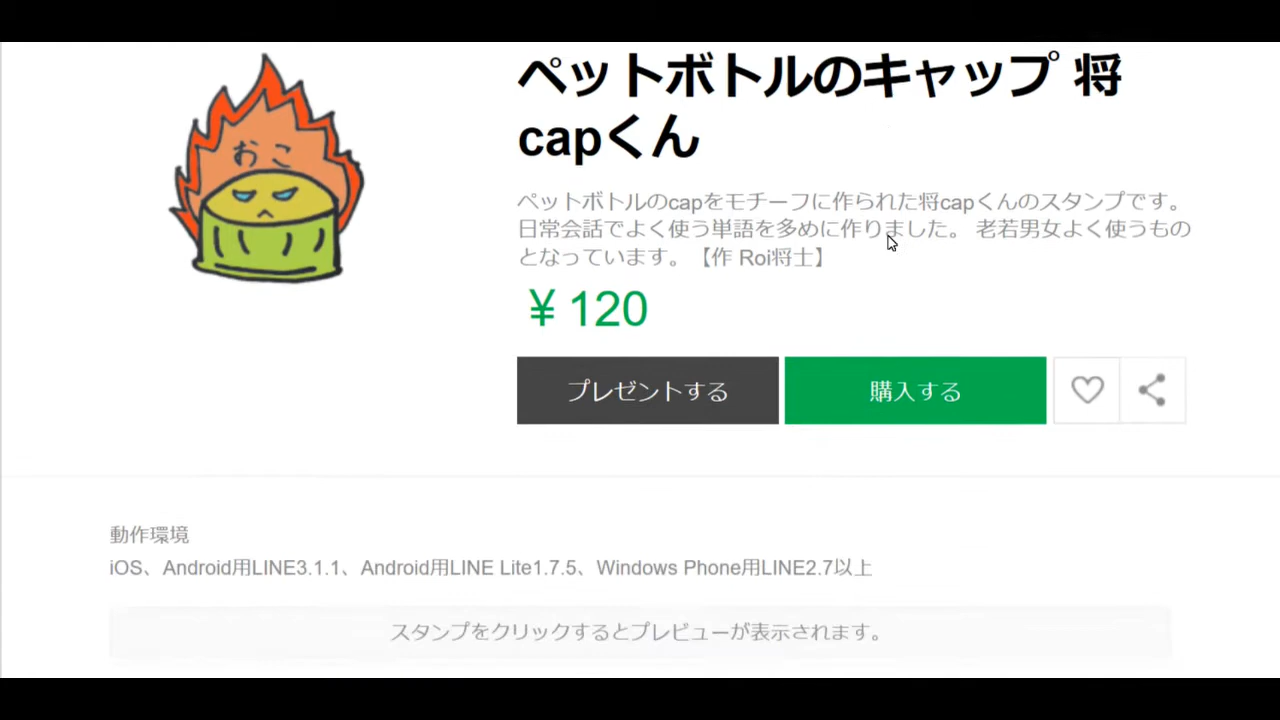 おこ
ペットボトルのキャップ 将
capくん
ペットボトルのcapをモチーフに作られた将capくんのスタンプです。
日常会話でよく使う単語を多めに作りました。 老若男女よく使うもの
となっています。【作 Roi将士】
¥ 120
プレゼントする
購入する
動作環境
iOS、Android用LINE3.1.1、Android用LINE Lite1.7.5、Windows Phone用LINE2.7以上
スタンプをクリックするとプレビューが表示されます。